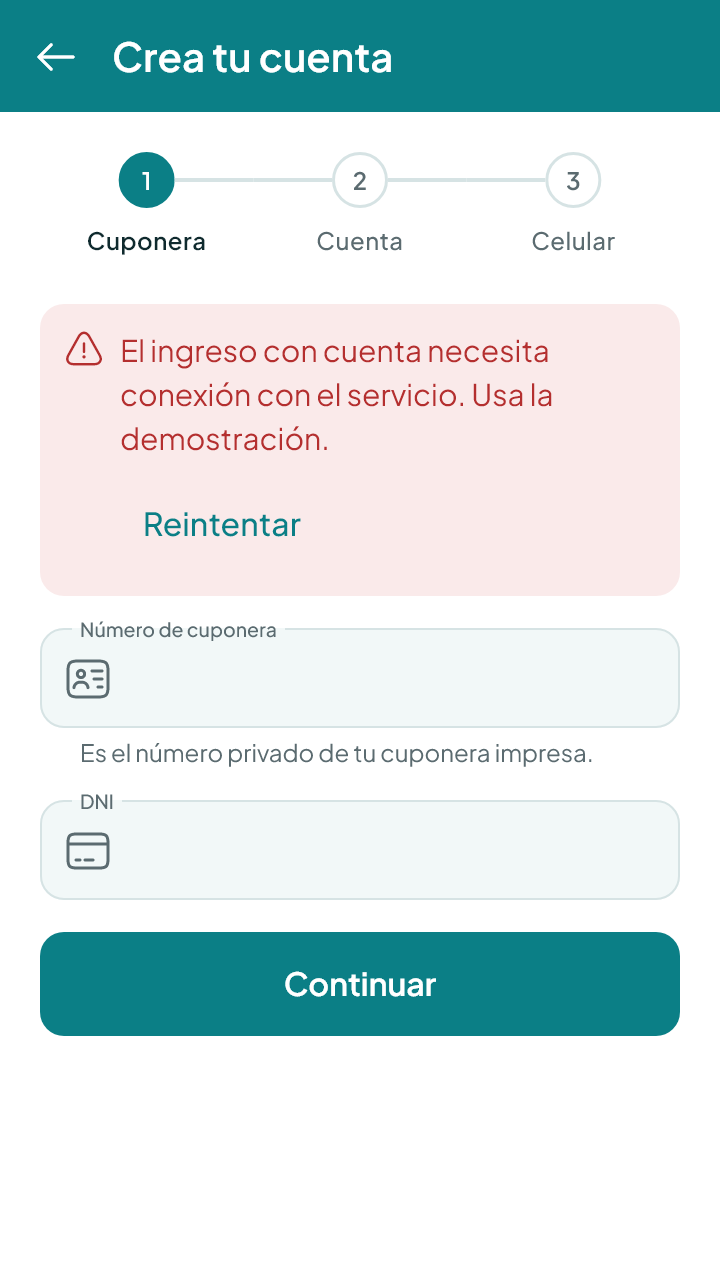 Crea tu cuenta
1
2
3
Cuponera
Cuenta
Celular
El ingreso con cuenta necesita
conexión con el servicio. Usa la
demostración.
Reintentar
Número de cuponera
Es el número privado de tu cuponera impresa.
DNI
Continuar